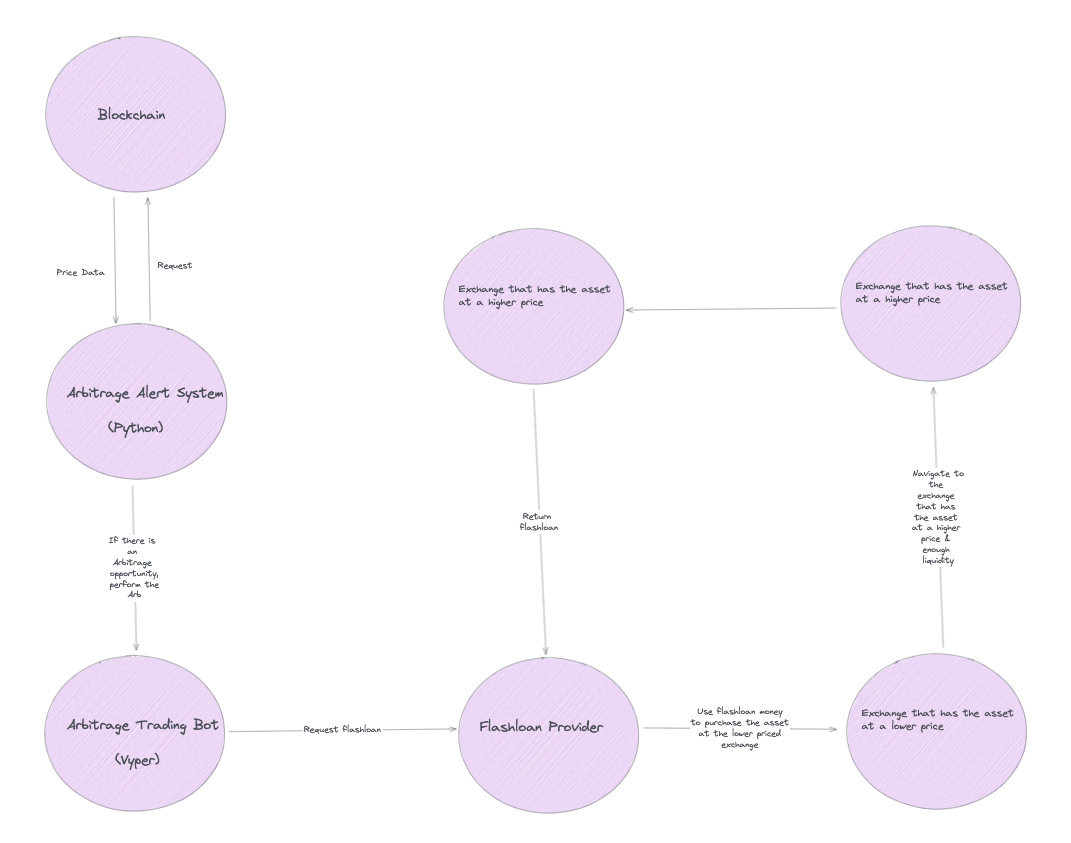 Blockchain
Price Data
Request
Arbitrage Alert System
(Python)
If there is
an
Arbitrage
opportunity,
perform the
Arb
Arbitrage Trading Bot
(Vyper)
Request flashloan
Flashloan Provider
Use flashloan money
to purchase the asset
at the lower priced
exchange
Exchange that has the asset
at a lower price
Navigate to
the
exchange
that has
the asset
at a higher
price &
enough
liquidity
Exchange that has the asset
at a higher price
Exchange that has the asset
at a higher price
Return
flashloan